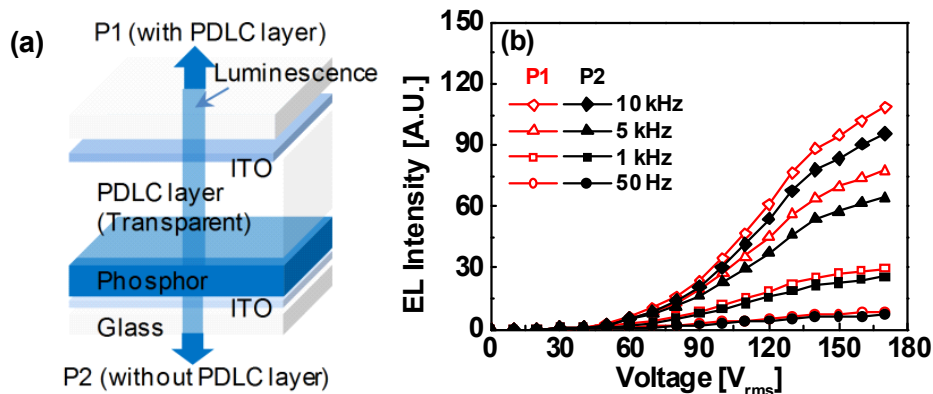 (a)
P1 (with PDLC layer)
Luminescence
ITO
PDLC layer
(Transparent)
Phosphor
ITO
Glass
P2 (without PDLC layer)
(b)
P1 P2
10 kHz
5 kHz
1 kHz
50 Hz
EL Intensity [A.U.]
150
120
90
60
30
0
0 30 60 90 120 150 180
Voltage [Vrms]